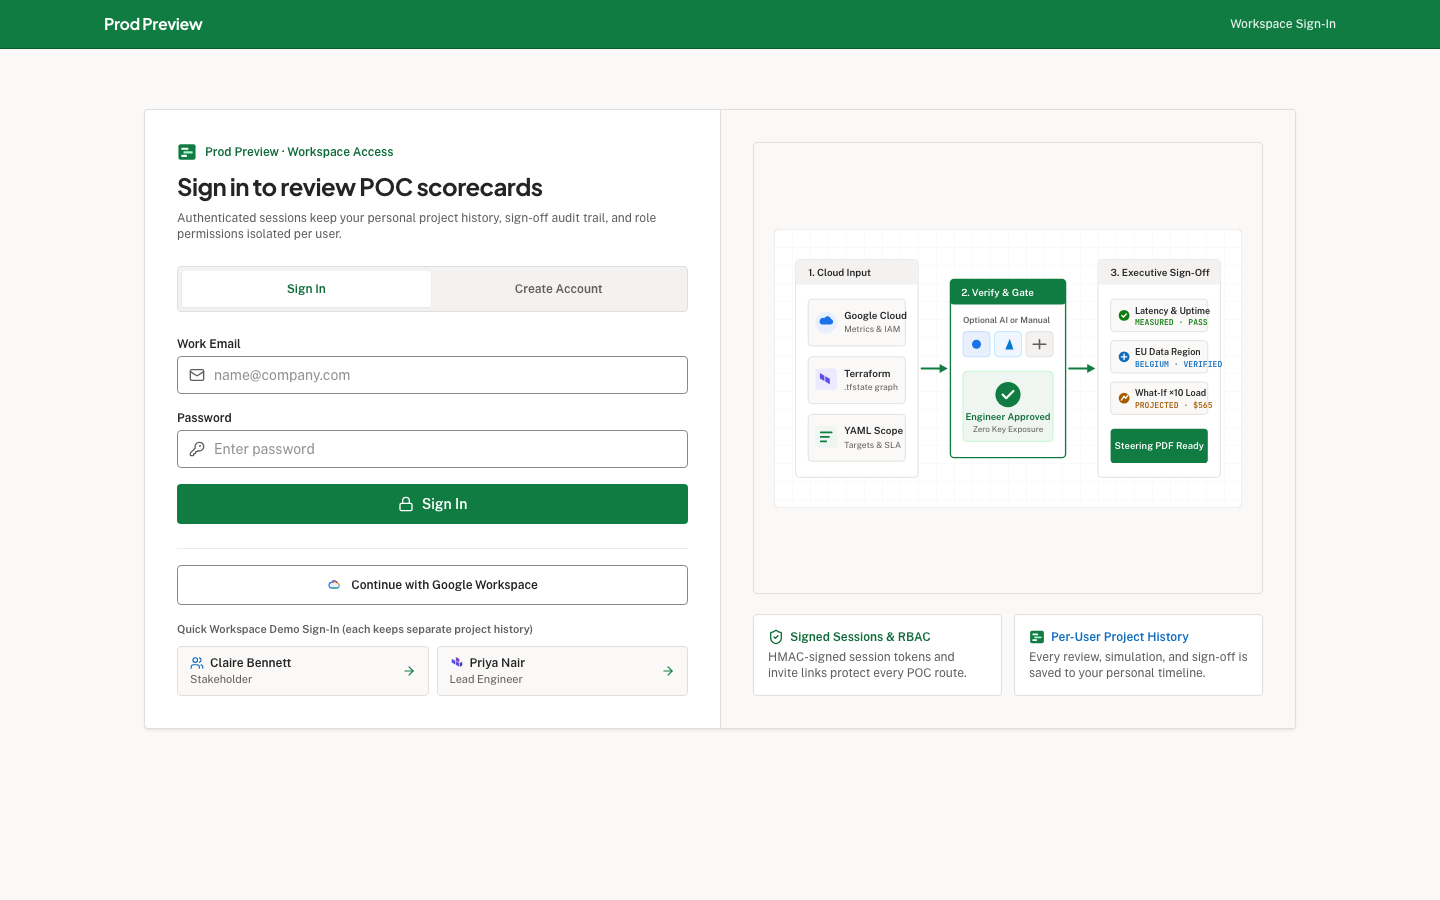 Prod Preview
Workspace Sign-In
Prod Preview · Workspace Access
Sign in to review POC scorecards
Authenticated sessions keep your personal project history, sign-off audit trail, and role
permissions isolated per user.
Sign In
Create Account
Work Email
name@company.com
Password
Enter password
Sign In
Continue with Google Workspace
Quick Workspace Demo Sign-In (each keeps separate project history)
Claire Bennett
Stakeholder
Priya Nair
Lead Engineer
1. Cloud Input
Google Cloud
Metrics & IAM
Terraform
.tfstate graph
YAML Scope
Targets & SLA
2. Verify & Gate
Optional AI or Manual
Engineer Approved
Zero Key Exposure
3. Executive Sign-Off
Latency & Uptime
MEASURED · PASS
EU Data Region
BELGIUM · VERIFIED
What-If ×10 Load
PROJECTED · $565
Steering PDF Ready
Signed Sessions & RBAC
HMAC-signed session tokens and
invite links protect every POC route.
Per-User Project History
Every review, simulation, and sign-off is
saved to your personal timeline.